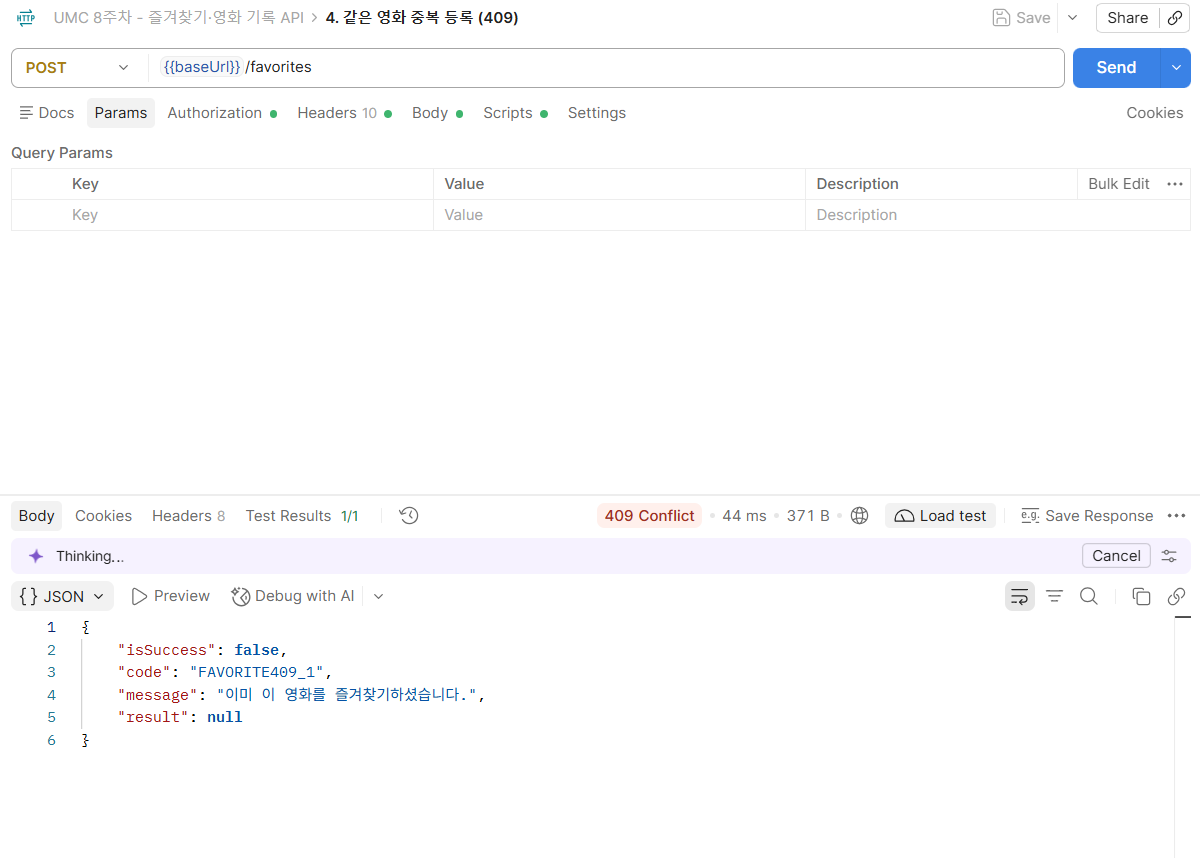 HTTP UMC 8주차 - 즐겨찾기·영화 기록 API > 4. 같은 영화 중복 등록 (409) Save Share
POST {{baseUrl}} /favorites Send
Docs Params Authorization Headers 10 Body Scripts Settings Cookies
Query Params
Key Value Description Bulk Edit ···
Key Value Description
Body Cookies Headers 8 Test Results 1/1 409 Conflict • 44 ms • 371 B • Load test e.g. Save Response ···
Thinking... Cancel
{} JSON Preview Debug with AI
1 {
2 "isSuccess": false,
3 "code": "FAVORITE409_1",
4 "message": "이미 이 영화를 즐겨찾기하셨습니다.",
5 "result": null
6 }